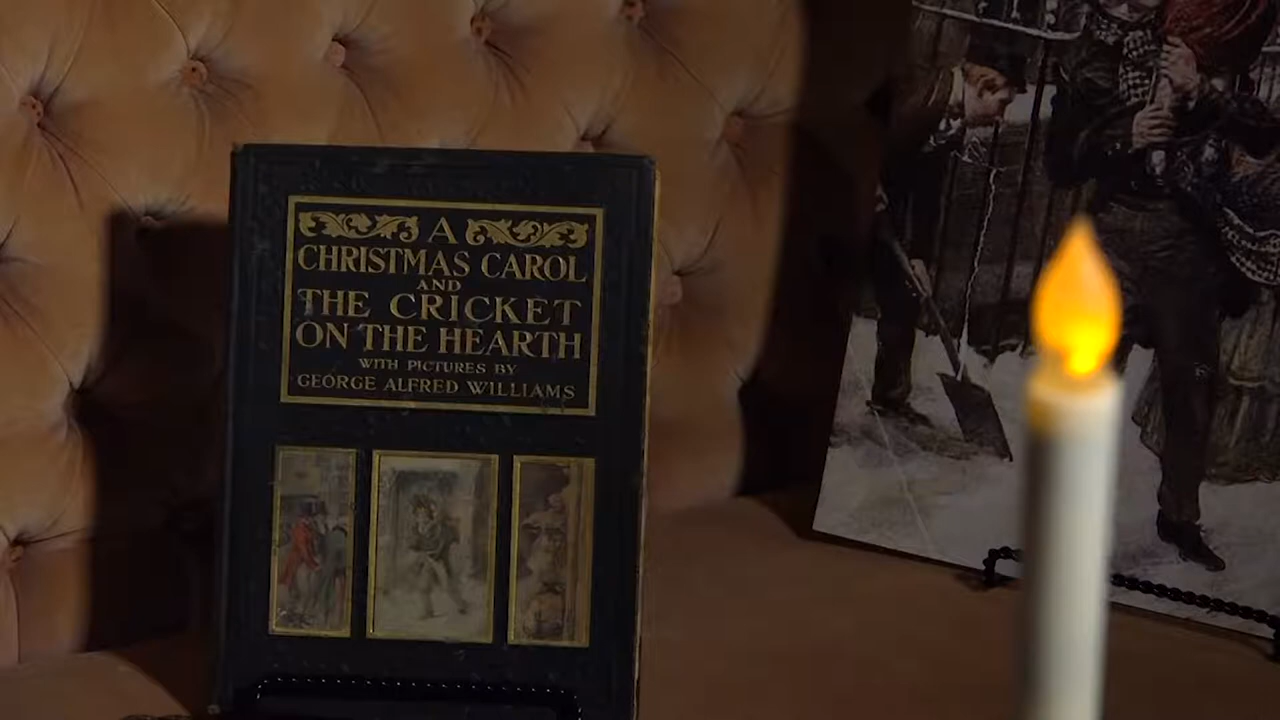 A
CHRISTMAS CAROL
AND
THE CRICKET
ON THE HEARTH
WITH PICTURES BY
GEORGE ALFRED WILLIAMS